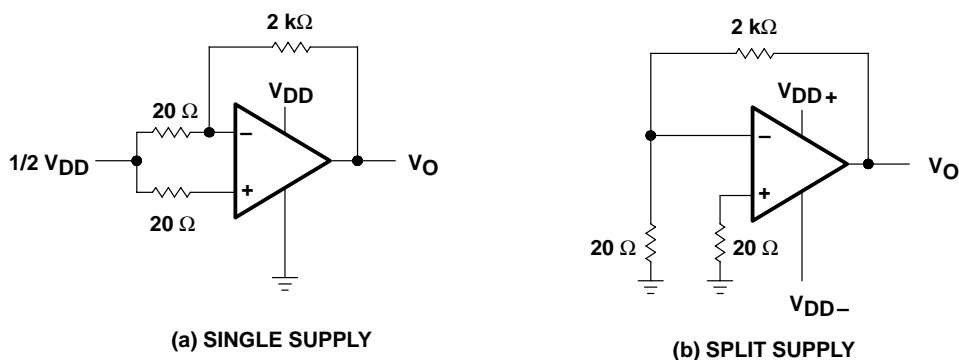 2 kΩ
VDD
20 Ω
1/2 VDD
−
+
VO
20 Ω
(a) SINGLE SUPPLY
2 kΩ
VDD+
−
+
VO
20 Ω
20 Ω
VDD−
(b) SPLIT SUPPLY